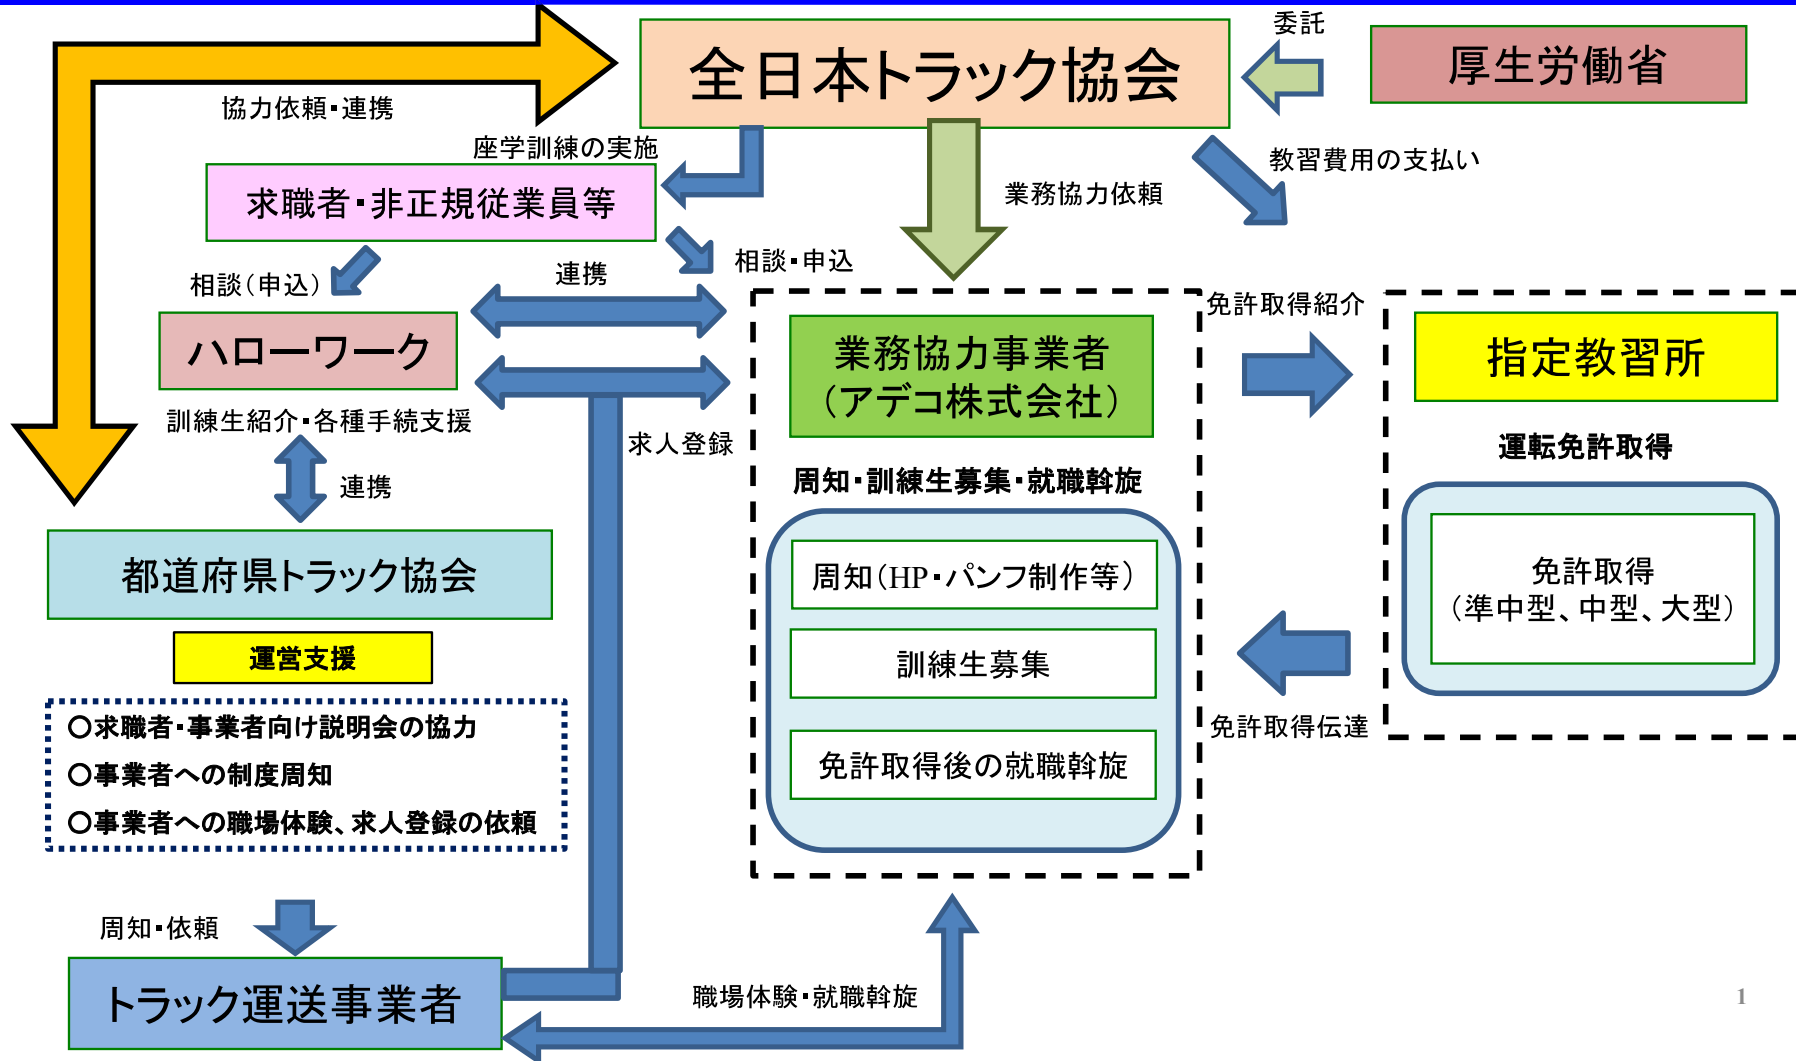 委託
全日本トラック協会
厚生労働省
協力依頼・連携
座学訓練の実施
教習費用の支払い
業務協力依頼
求職者・非正規従業員等
相談・申込
相談（申込）
連携
免許取得紹介
ハローワーク
業務協力事業者
（アデコ株式会社）
指定教習所
訓練生紹介・各種手続支援
求人登録
運転免許取得
連携
周知・訓練生募集・就職斡旋
都道府県トラック協会
周知（HP・パンフ制作等）
免許取得
（準中型、中型、大型）
運営支援
訓練生募集
○求職者・事業者向け説明会の協力
免許取得伝達
○事業者への制度周知
免許取得後の就職斡旋
○事業者への職場体験、求人登録の依頼
周知・依頼
トラック運送事業者
職場体験・就職斡旋
1